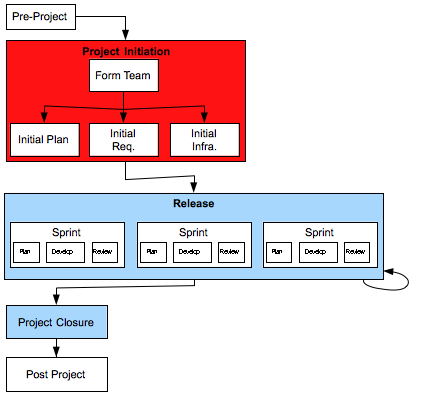 Pre-Project
Project Initiation
Form Team
Initial Plan
Initial
Req.
Initial
Infra.
Release
Sprint
Plan
Develop
Review
Sprint
Plan
Develop
Review
Sprint
Plan
Develop
Review
Project Closure
Post Project